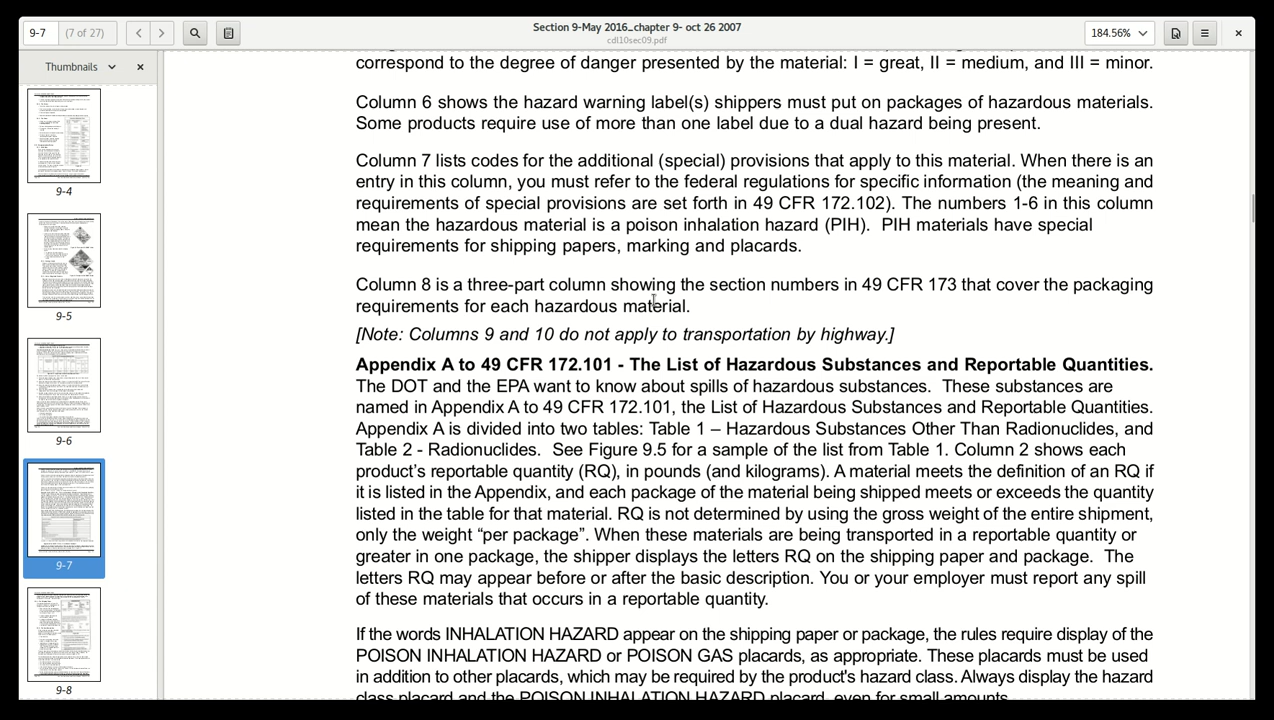 9-7 (7 of 27)
Section 9-May 2016_chapter 9- oct 26 2007
cdl10sec09.pdf
184.56%
Thumbnails
9-4
9-5
9-6
9-7
9-8
correspond to the degree of danger presented by the material: I = great, II = medium, and III = minor.
Column 6 shows the hazard warning label(s) shippers must put on packages of hazardous materials.
Some products require use of more than one label due to a dual hazard being present.
Column 7 lists codes for the additional (special) provisions that apply to this material. When there is an
entry in this column, you must refer to the federal regulations for specific information (the meaning and
requirements of special provisions are set forth in 49 CFR 172.102). The numbers 1-6 in this column
mean the hazardous material is a poison inhalation hazard (PIH). PIH materials have special
requirements for shipping papers, marking and placards.
Column 8 is a three-part column showing the section numbers in 49 CFR 173 that cover the packaging
requirements for each hazardous material.
[Note: Columns 9 and 10 do not apply to transportation by highway.]
Appendix A to 49 CFR 172.101 - The List of Hazardous Substances and Reportable Quantities.
The DOT and the EPA want to know about spills of hazardous substances. These substances are
named in Appendix A to 49 CFR 172.101, the List of Hazardous Substances and Reportable Quantities.
Appendix A is divided into two tables: Table 1 – Hazardous Substances Other Than Radionuclides, and
Table 2 - Radionuclides. See Figure 9.5 for a sample of the list from Table 1. Column 2 shows each
product's reportable quantity (RQ), in pounds (and kilograms). A material meets the definition of an RQ if
it is listed in the Appendix, and each package of the material being shipped meets or exceeds the quantity
listed in the table for that material. RQ is not determined by using the gross weight of the entire shipment,
only the weight “per package”. When these materials are being transported in a reportable quantity or
greater in one package, the shipper displays the letters RQ on the shipping paper and package. The
letters RQ may appear before or after the basic description. You or your employer must report any spill
of these materials that occurs in a reportable quantity.
If the words INHALATION HAZARD appear on the shipping paper or package, the rules require display of the
POISON INHALATION HAZARD or POISON GAS placards, as appropriate. These placards must be used
in addition to other placards, which may be required by the product's hazard class. Always display the hazard
class placard and the POISON INHALATION HAZARD placard, even for small amounts.